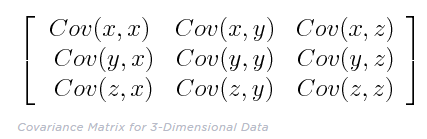 Cov(x, x) Cov(x, y) Cov(x, z)
Cov(y, x) Cov(y, y) Cov(y, z)
Cov(z, x) Cov(z, y) Cov(z, z)
Covariance Matrix for 3-Dimensional Data